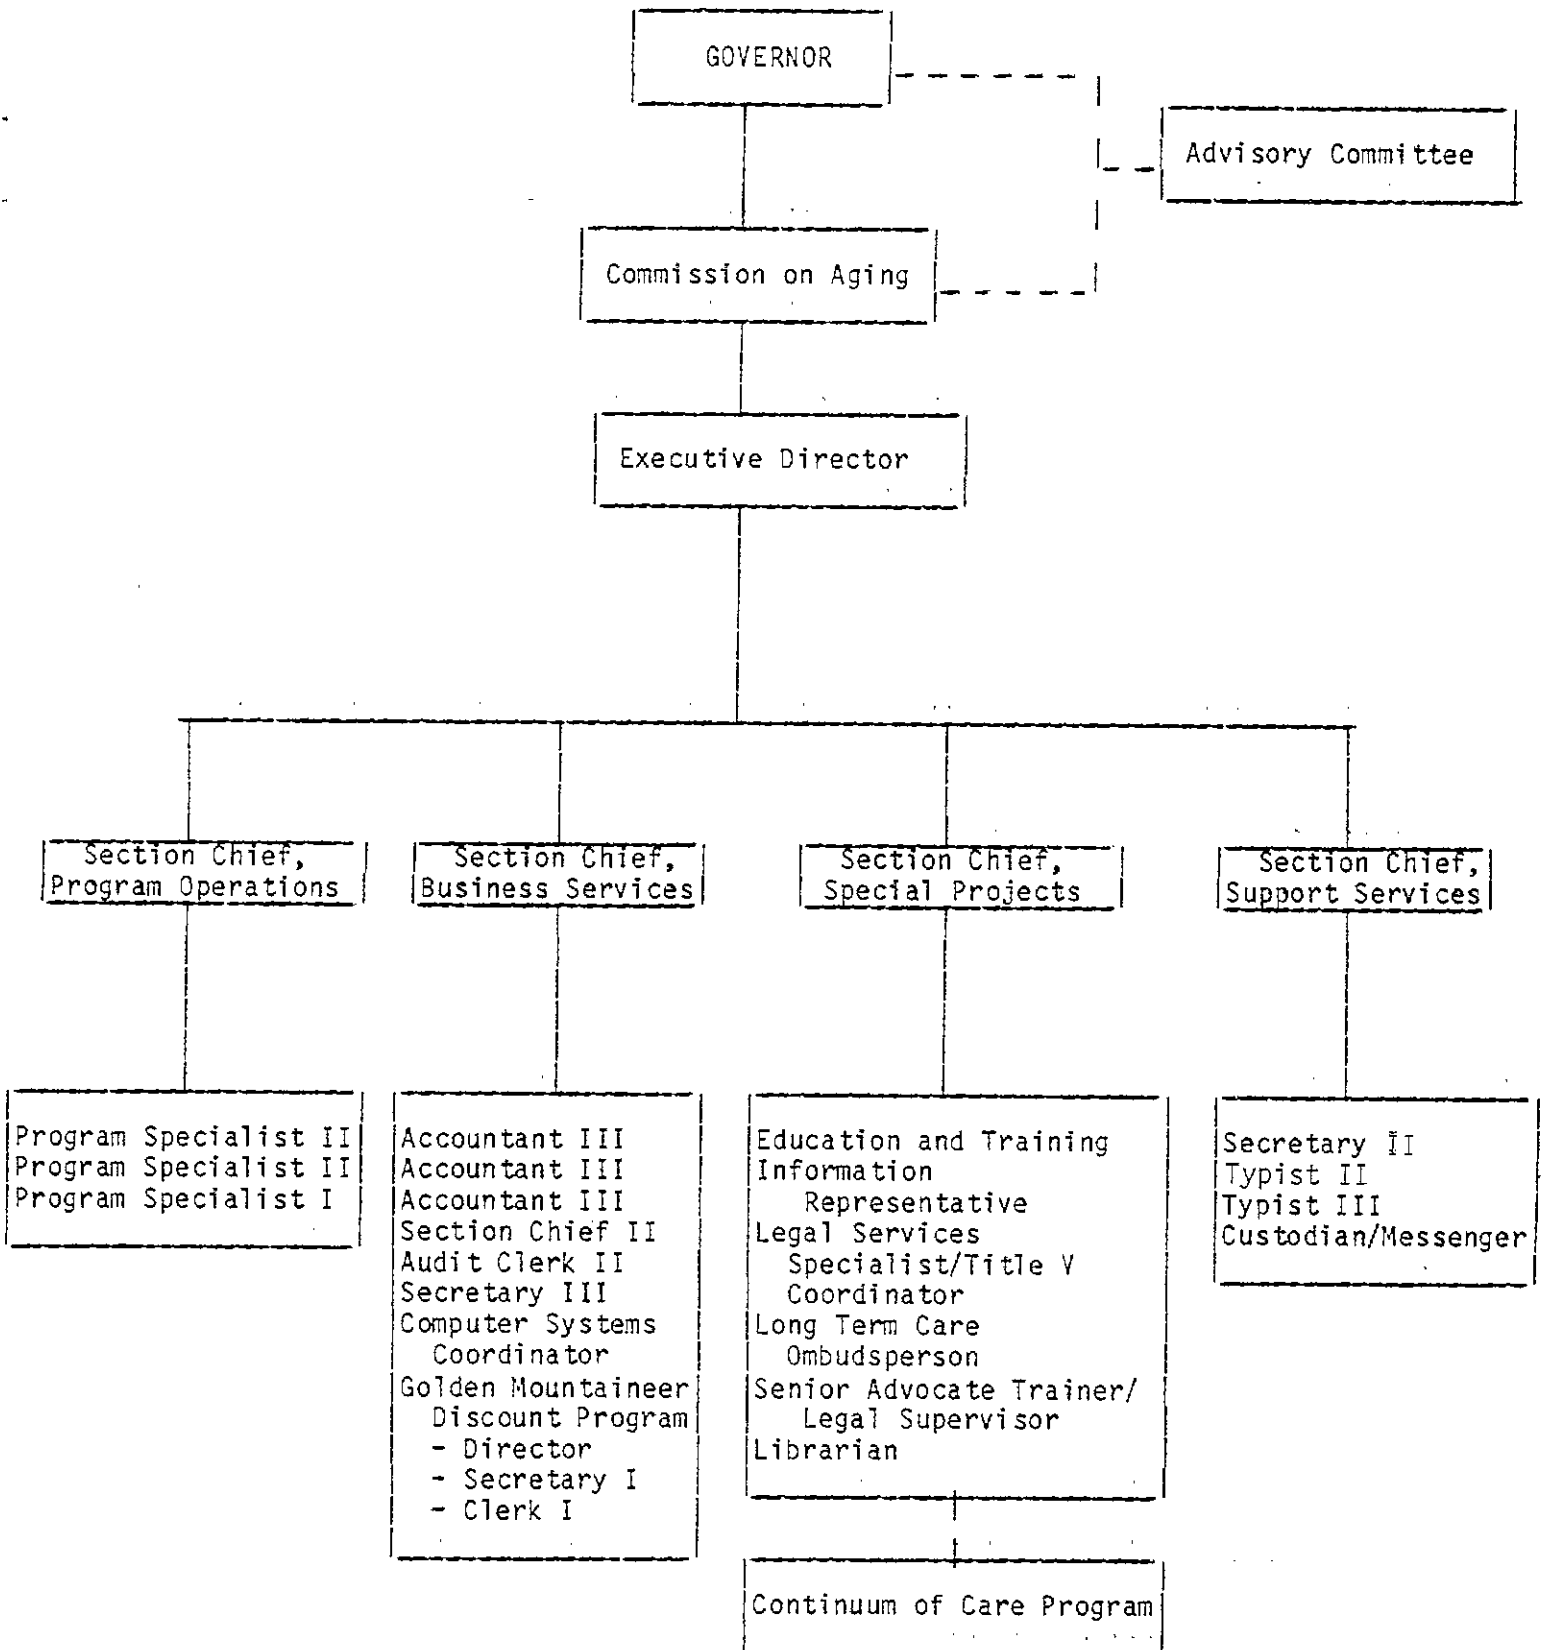 GOVERNOR
Advisory Committee
Commission on Aging
Executive Director
Section Chief,
Program Operations
Section Chief,
Business Services
Section Chief,
Special Projects
Section Chief,
Support Services
Program Specialist II
Program Specialist II
Program Specialist I
Accountant III
Accountant III
Accountant III
Section Chief II
Audit Clerk II
Secretary III
Computer Systems
Coordinator
Golden Mountaineer
Discount Program
- Director
- Secretary I
- Clerk I
Education and Training
Information
Representative
Legal Services
Specialist/Title V
Coordinator
Long Term Care
Ombudsperson
Senior Advocate Trainer/
Legal Supervisor
Librarian
Secretary II
Typist II
Typist III
Custodian/Messenger
Continuum of Care Program